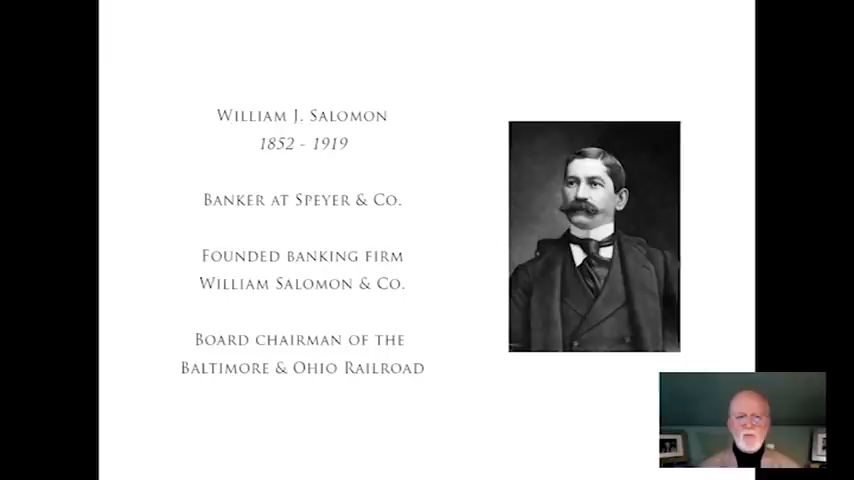 William J. Salomon
1852 - 1919
Banker at Speyer & Co.
Founded banking firm
William Salomon & Co.
Board chairman of the
Baltimore & Ohio Railroad